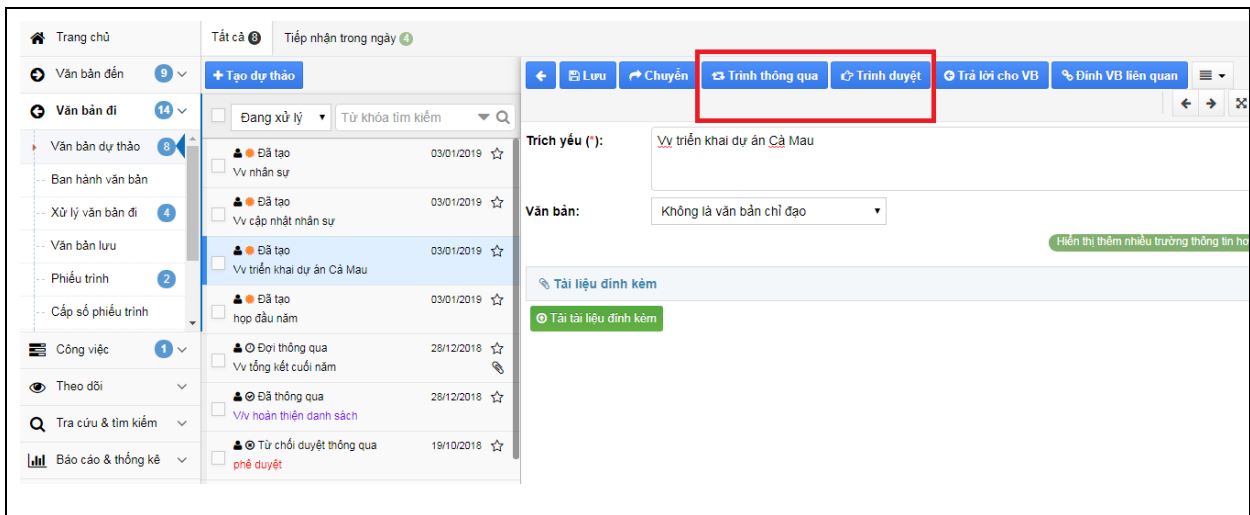 Trang chủ
Văn bản đến 9
Văn bản đi 14
Văn bản dự thảo 8
Ban hành văn bản
Xử lý văn bản đi 4
Văn bản lưu
Phiếu trình 2
Cấp số phiếu trình
Công việc 1
Theo dõi
Tra cứu & tìm kiếm
Báo cáo & thống kê
Tất cả 8 Tiếp nhận trong ngày 4
+ Tạo dự thảo
Đang xử lý Từ khóa tìm kiếm
Đã tạo 03/01/2019
Vv nhân sự
Đã tạo 03/01/2019
Vv cập nhật nhân sự
Đã tạo 03/01/2019
Vv triển khai dự án Cà Mau
Đã tạo 03/01/2019
họp đầu năm
Đợi thông qua 28/12/2018
Vv tổng kết cuối năm
Đã thông qua 28/12/2018
V/v hoàn thiện danh sách
Từ chối duyệt thông qua 19/10/2018
phê duyệt
Lưu Chuyển Trình thông qua Trình duyệt Trả lời cho VB Đính VB liên quan
Trích yếu (*): Vv triển khai dự án Cà Mau
Văn bản: Không là văn bản chỉ đạo
Hiển thị thêm nhiều trường thông tin hơ
Tài liệu đính kèm
Tải tài liệu đính kèm